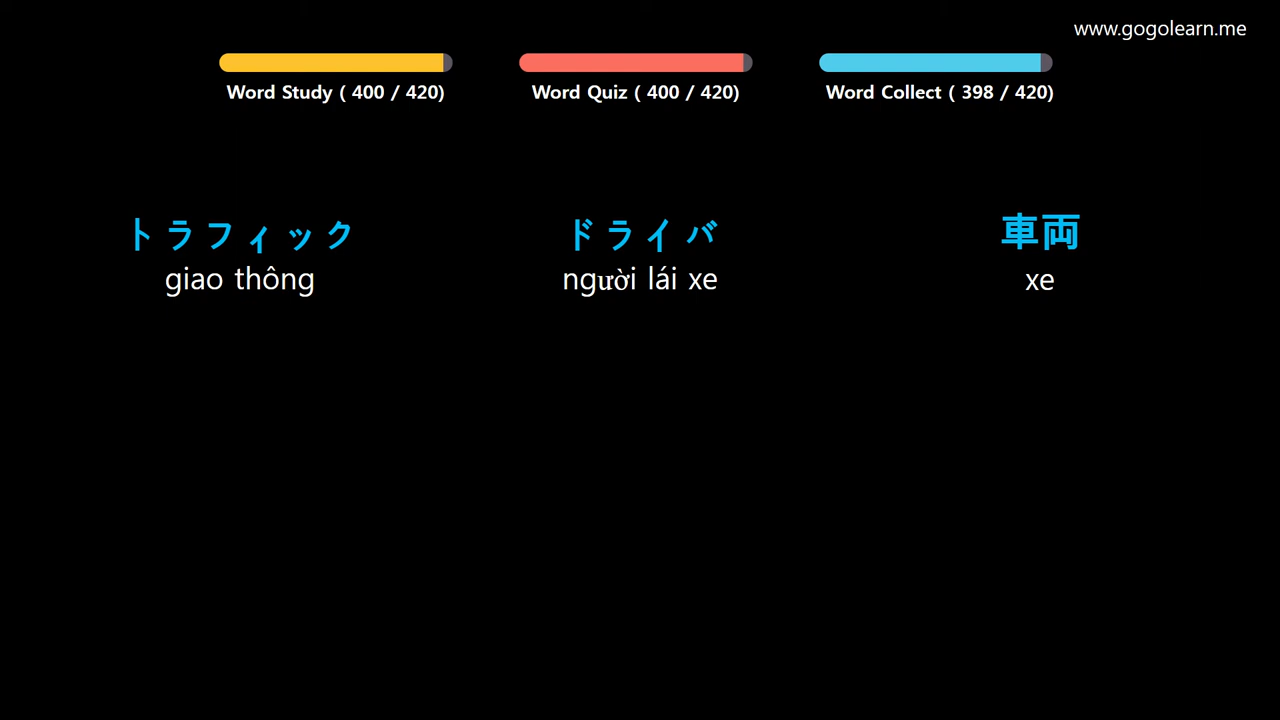 www.gogolearn.me
Word Study ( 400 / 420)
Word Quiz ( 400 / 420)
Word Collect ( 398 / 420)
トラフィック
giao thông
ドライバ
người lái xe
車両
xe